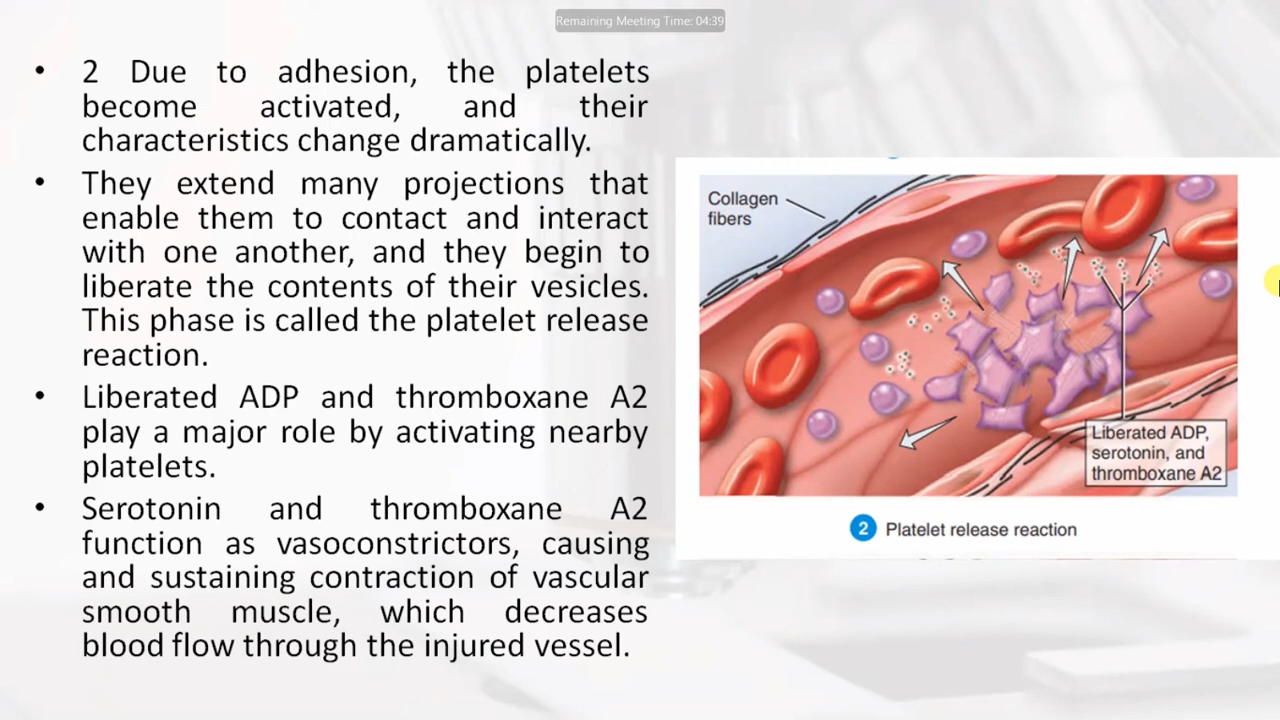 Remaining Meeting Time: 04:39
• 2 Due to adhesion, the platelets
become activated, and their
characteristics change dramatically.
• They extend many projections that
enable them to contact and interact
with one another, and they begin to
liberate the contents of their vesicles.
This phase is called the platelet release
reaction.
• Liberated ADP and thromboxane A2
play a major role by activating nearby
platelets.
• Serotonin and thromboxane A2
function as vasoconstrictors, causing
and sustaining contraction of vascular
smooth muscle, which decreases
blood flow through the injured vessel.
Collagen
fibers
Liberated ADP,
serotonin, and
thromboxane A2
2 Platelet release reaction